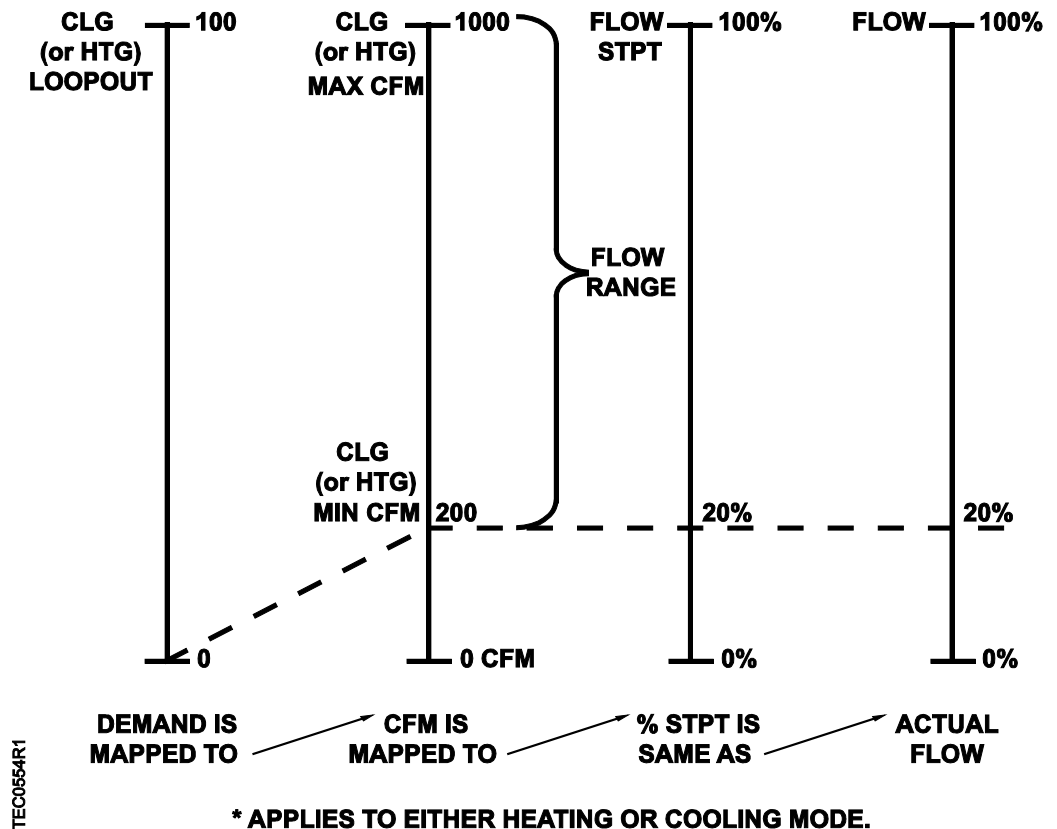 CLG
(or HTG)
LOOPOUT
100
CLG
(or HTG)
MAX CFM
1000
FLOW
STPT
100%
FLOW
100%
FLOW
RANGE
CLG
(or HTG)
MIN CFM
200
20%
20%
0
0 CFM
0%
0%
DEMAND IS
MAPPED TO
CFM IS
MAPPED TO
% STPT IS
SAME AS
ACTUAL
FLOW
TEC0554R1
* APPLIES TO EITHER HEATING OR COOLING MODE.